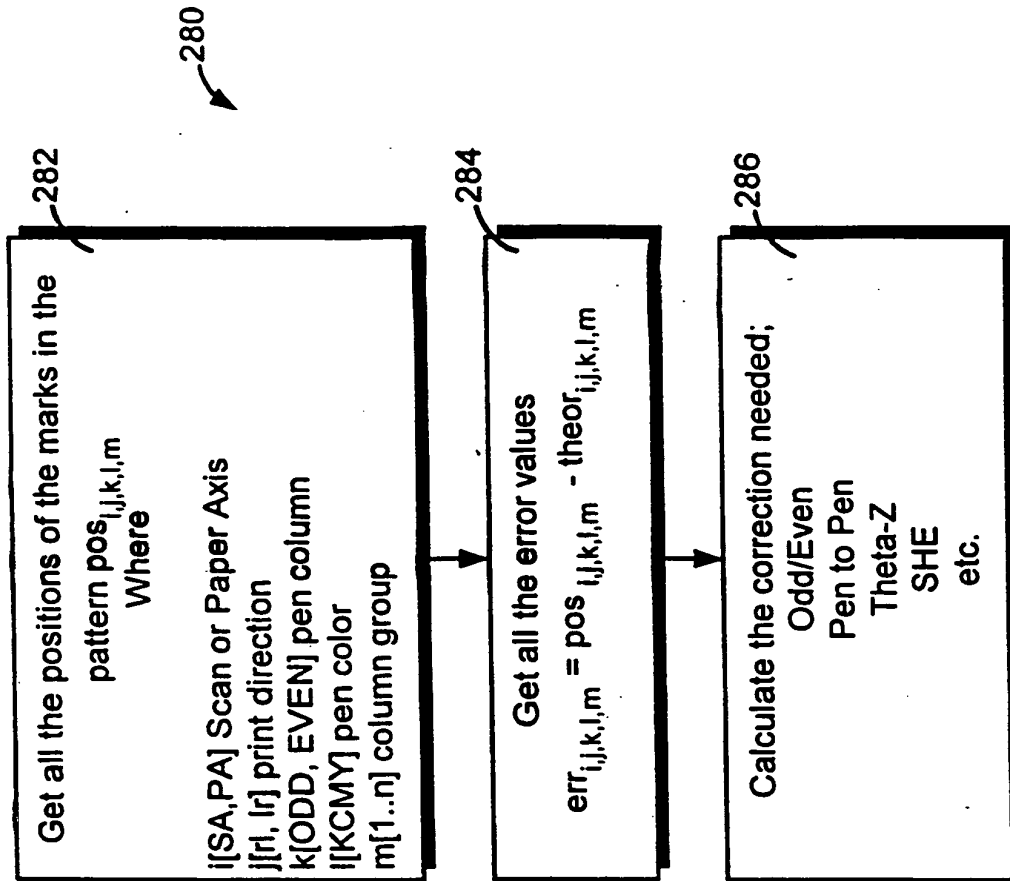 280
282
Get all the positions of the marks in the
pattern pos i,j,k,l,m
Where
i[SA,PA] Scan or Paper Axis
j[rl, lr] print direction
k[ODD, EVEN] pen column
l[KCMY] pen color
m[1..n] column group
284
Get all the error values
err i,j,k,l,m = pos i,j,k,l,m - theor i,j,k,l,m
286
Calculate the correction needed;
Odd/Even
Pen to Pen
Theta-Z
SHE
etc.